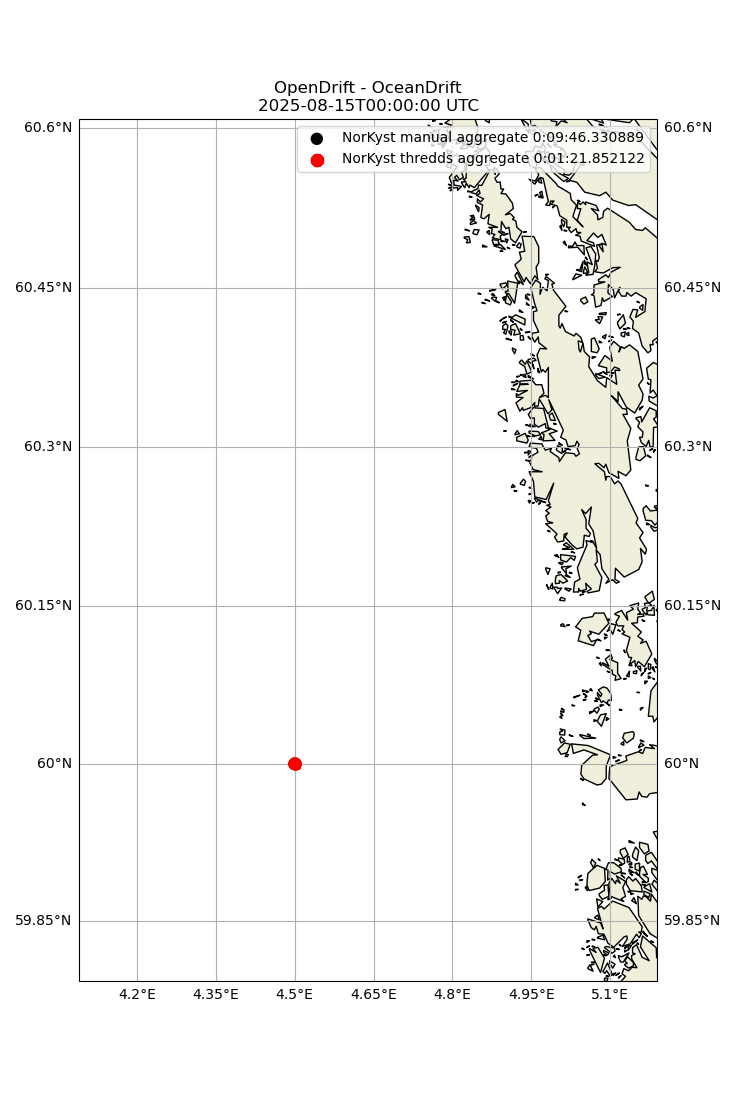 OpenDrift - OceanDrift
2025-08-15T00:00:00 UTC
NorKyst manual aggregate 0:09:46.330889
NorKyst thredds aggregate 0:01:21.852122
60.6°N 60.6°N
60.45°N 60.45°N
60.3°N 60.3°N
60.15°N 60.15°N
60°N 60°N
59.85°N 59.85°N
4.2°E 4.35°E 4.5°E 4.65°E 4.8°E 4.95°E 5.1°E